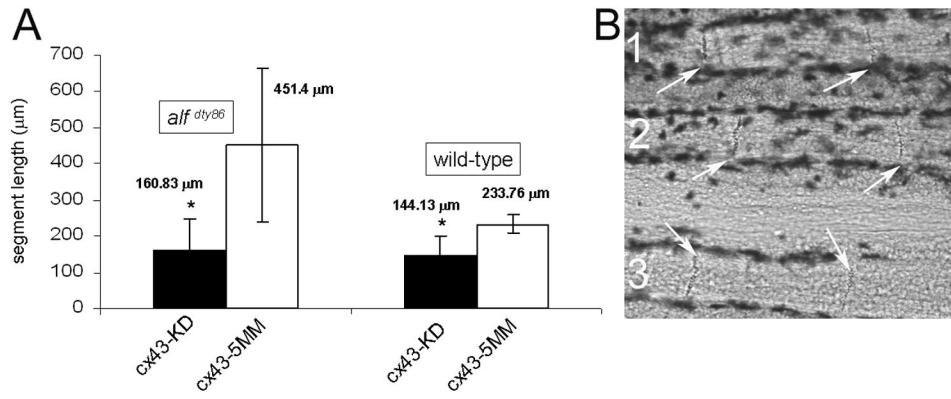 A
segment length (μm)
700
600
500
400
300
200
100
0
alf dty86
160.83 μm
*
451.4 μm
wild-type
144.13 μm
*
233.76 μm
cx43-KD
cx43-5MM
cx43-KD
cx43-5MM
B
1
2
3